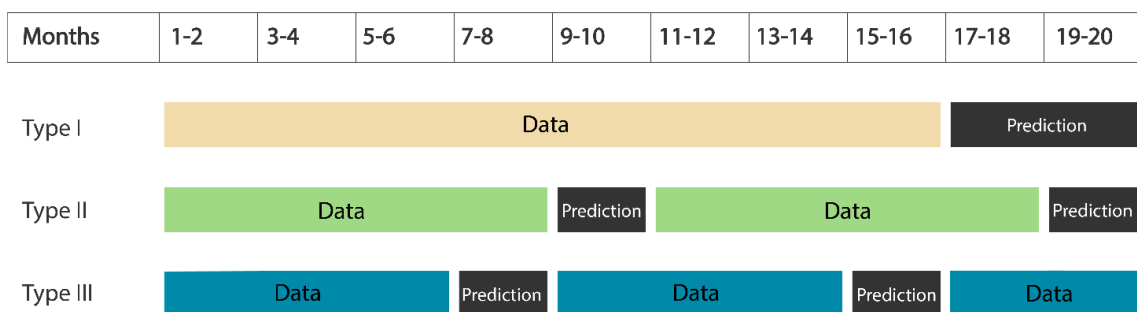 Months 1-2 3-4 5-6 7-8 9-10 11-12 13-14 15-16 17-18 19-20
Type I Data Prediction
Type II Data Prediction Data Prediction
Type III Data Prediction Data Prediction Data